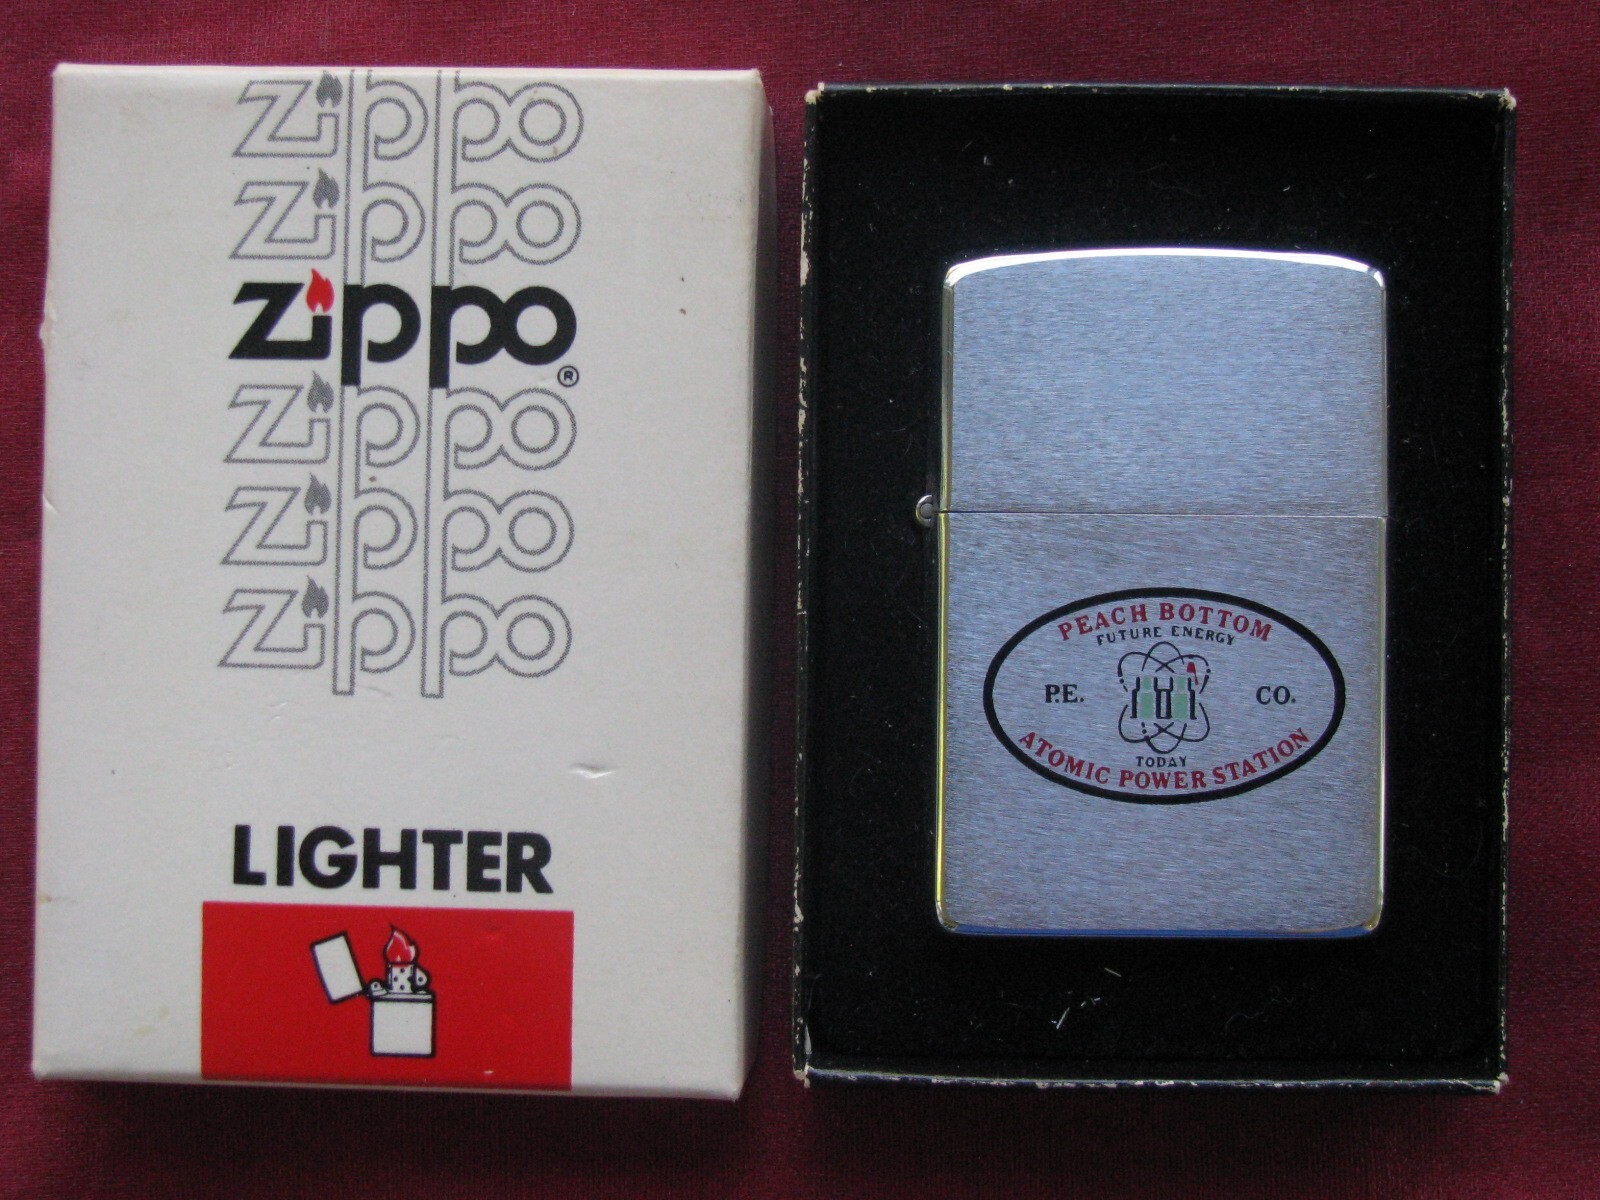 Zippo
Zippo
Zippo®
Zippo
Zippo
Zippo
LIGHTER
PEACH BOTTOM
FUTURE ENERGY
P.E. CO.
TODAY
ATOMIC POWER STATION